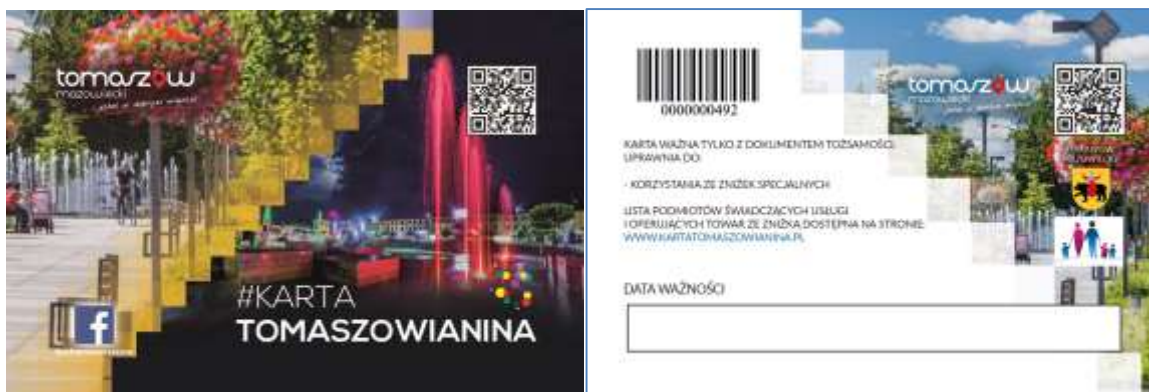 tomaszów
mazowiecki
#KARTA
TOMASZOWIANINA
0000000492
tomaszów
mazowiecki
KARTA WAŻNA TYLKO Z DOKUMENTEM TOŻSAMOŚCI.
UPRAWNIA DO:
- KORZYSTANIA ZE ZNIŻEK SPECJALNYCH
LISTA PODMIOTÓW ŚWIADCZĄCYCH USŁUGI
I OPERUJĄCYCH TOWAR ZE ZNIŻKĄ DOSTĘPNA NA STRONIE:
WWW.KARTATOMASZOWIANINA.PL
DATA WAŻNOŚCI